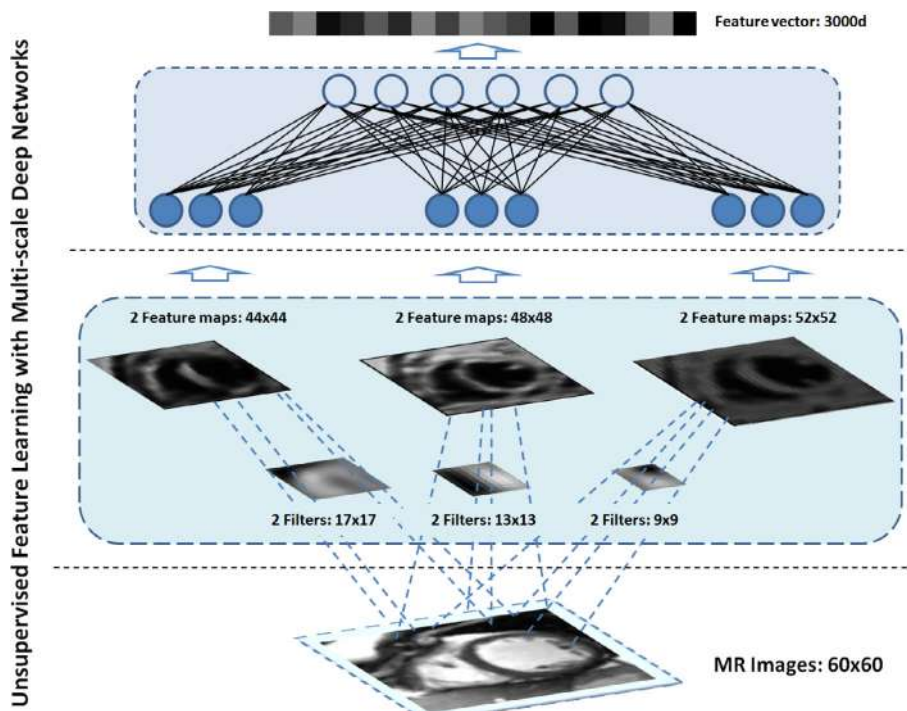 Feature vector: 3000d
Unsupervised Feature Learning with Multi-scale Deep Networks
2 Feature maps: 44x44
2 Feature maps: 48x48
2 Feature maps: 52x52
2 Filters: 17x17
2 Filters: 13x13
2 Filters: 9x9
MR Images: 60x60